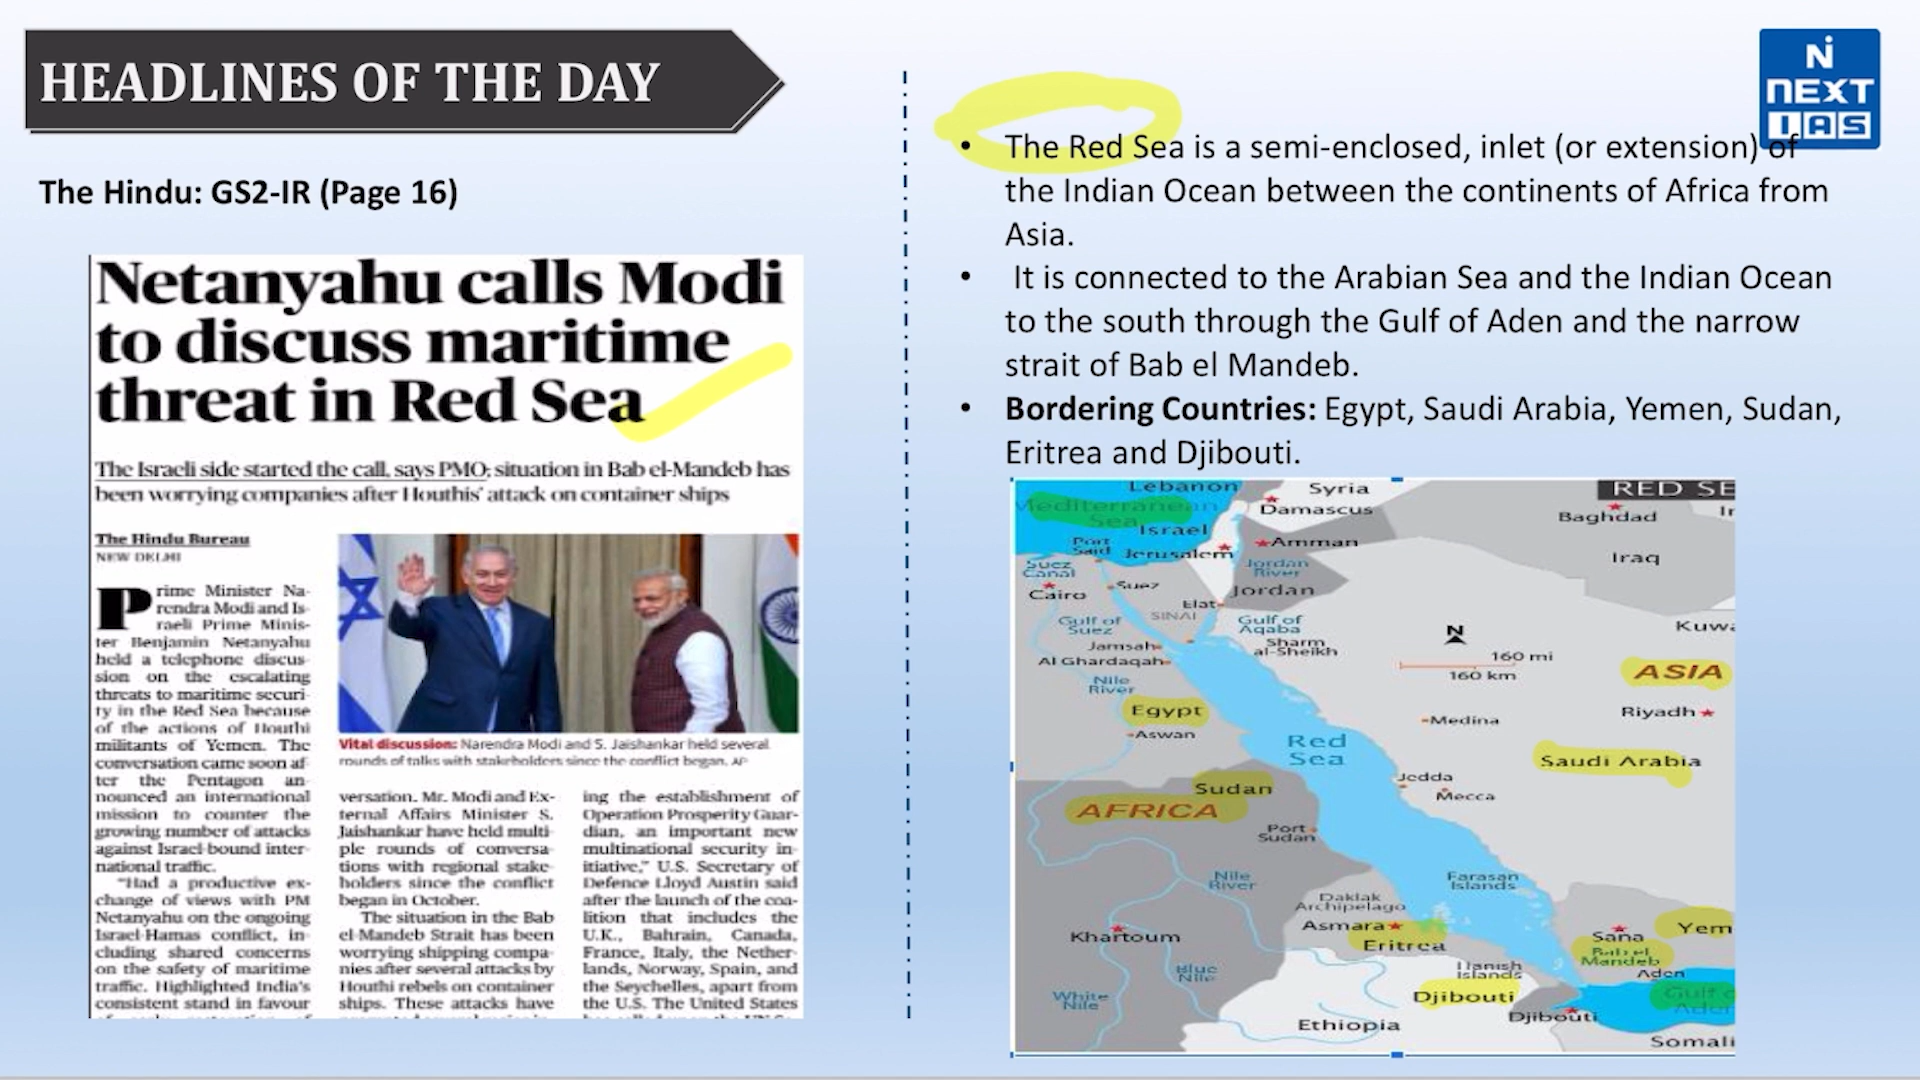 HEADLINES OF THE DAY
The Hindu: GS2-IR (Page 16)
Netanyahu calls Modi
to discuss maritime
threat in Red Sea
The Israeli side started the call, says PMO; situation in Bab el-Mandeb has
been worrying companies after Houthis' attack on container ships
The Hindu Bureau
NEW DELHI
Prime Minister Na-
rendra Modi and Is-
raeli Prime Minis-
ter Benjamin Netanyahu
held a telephone discus-
sion on the escalating
threats to maritime securi-
ty in the Red Sea because
of the actions of Houthi
militants of Yemen. The
conversation came soon af-
ter the Pentagon an-
nounced an international
mission to counter the
growing number of attacks
against Israel-bound inter-
national traffic.
"Had a productive ex-
change of views with PM
Netanyahu on the ongoing
Israel-Hamas conflict, in-
cluding shared concerns
on the safety of maritime
traffic. Highlighted India's
consistent stand in favour
Vital discussion: Narendra Modi and S. Jaishankar held several
rounds of talks with stakeholders since the conflict began. AP
versation. Mr. Modi and Ex-
ternal Affairs Minister S.
Jaishankar have held multi-
ple rounds of conversa-
tions with regional stake-
holders since the conflict
began in October.
The situation in the Bab
el-Mandeb Strait has been
worrying shipping compa-
nies after several attacks by
Houthi rebels on container
ships. These attacks have
ing the establishment of
Operation Prosperity Guar-
dian, an important new
multinational security in-
itiative," U.S. Secretary of
Defence Lloyd Austin said
after the launch of the coa-
lition that includes the
U.K., Bahrain, Canada,
France, Italy, the Nether-
lands, Norway, Spain, and
the Seychelles, apart from
the U.S. The United States
N
NEXT
IAS
• The Red Sea is a semi-enclosed, inlet (or extension) of
the Indian Ocean between the continents of Africa from
Asia.
• It is connected to the Arabian Sea and the Indian Ocean
to the south through the Gulf of Aden and the narrow
strait of Bab el Mandeb.
• Bordering Countries: Egypt, Saudi Arabia, Yemen, Sudan,
Eritrea and Djibouti.
RED SE
Lebanon
Syria
Mediterranean
Sea
Damascus
Baghdad
Ir
Israel
Port
Said
Jerusalem
Amman
Iraq
Suez
Canal
Jordan
River
Cairo
Suez
Jordan
Elat
SINAI
Gulf of
Suez
Gulf of
Aqaba
Kuwa
N
Jamsah
Sharm
al-Sheikh
160 mi
160 km
Al Ghardaqah
ASIA
Nile
River
Egypt
Medina
Riyadh
Aswan
Red
Sea
Saudi Arabia
Jedda
Mecca
Sudan
AFRICA
Port
Sudan
Nile
River
Farasan
Islands
Daklak
Archipelago
Asmara
Eritrea
Khartoum
Sana
Yem
Bab el
Mandeb
Hanish
Islands
Aden
Blue
Nile
White
Nile
Djibouti
Gulf o
Aden
Djibouti
Ethiopia
Somali